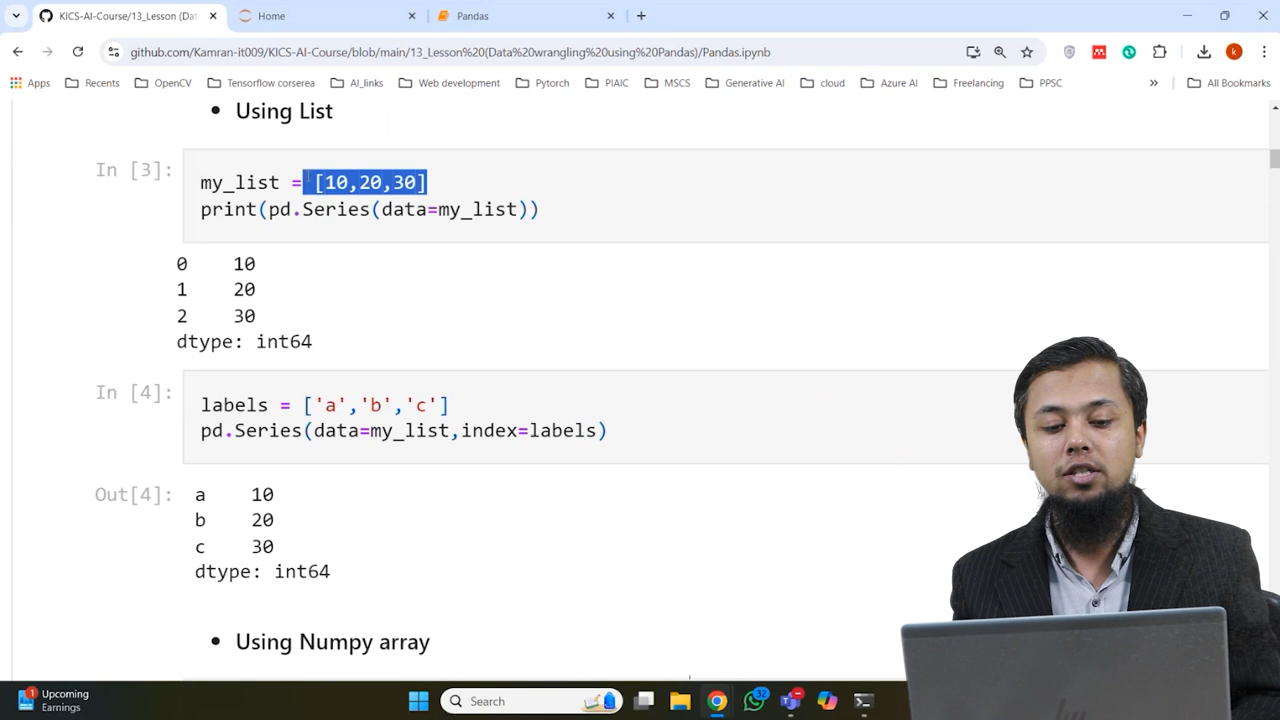 KICS-AI-Course/13_Lesson (Dat
Home
Pandas
github.com/Kamran-it009/KICS-AI-Course/blob/main/13_Lesson%20(Data%20wrangling%20using%20Pandas)/Pandas.ipynb
k
Apps
Recents
OpenCV
Tensorflow corserea
AI_links
Web development
Pytorch
PIAIC
MSCS
Generative AI
cloud
Azure AI
Freelancing
PPSC
All Bookmarks
• Using List
In [3]:
my_list = [10,20,30]
print(pd.Series(data=my_list))
0 10
1 20
2 30
dtype: int64
In [4]:
labels = ['a','b','c']
pd.Series(data=my_list,index=labels)
Out[4]:
a 10
b 20
c 30
dtype: int64
• Using Numpy array
1
Upcoming
Earnings
Search
32